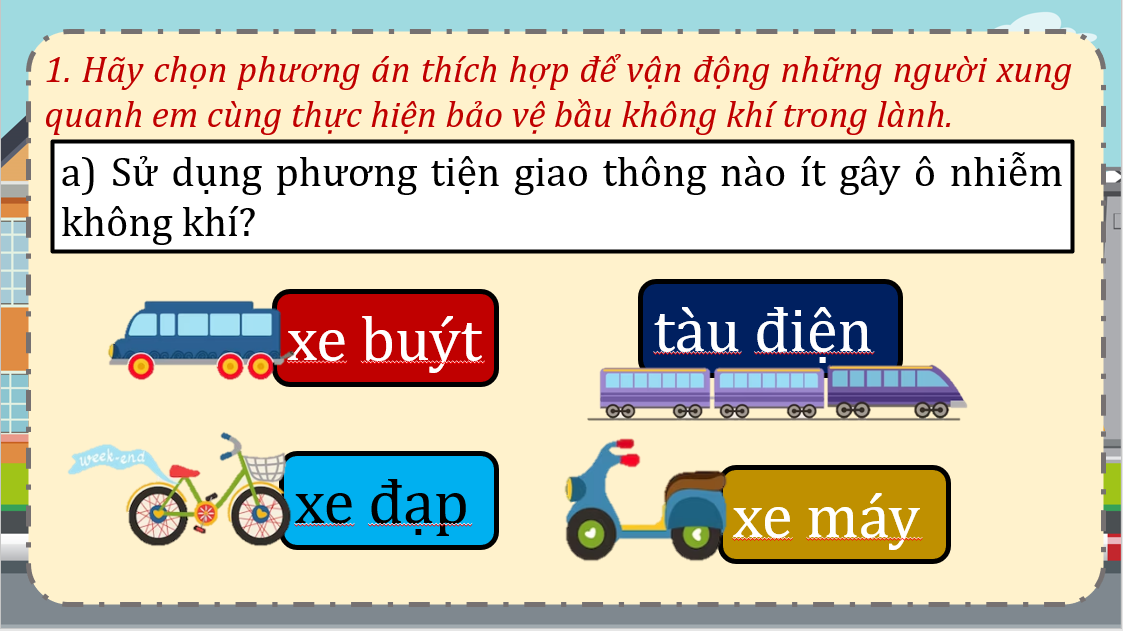 1. Hãy chọn phương án thích hợp để vận động những người xung
quanh em cùng thực hiện bảo vệ bầu không khí trong lành.
a) Sử dụng phương tiện giao thông nào ít gây ô nhiễm
không khí?
xe buýt
tàu điện
week-end
xe đạp
xe máy